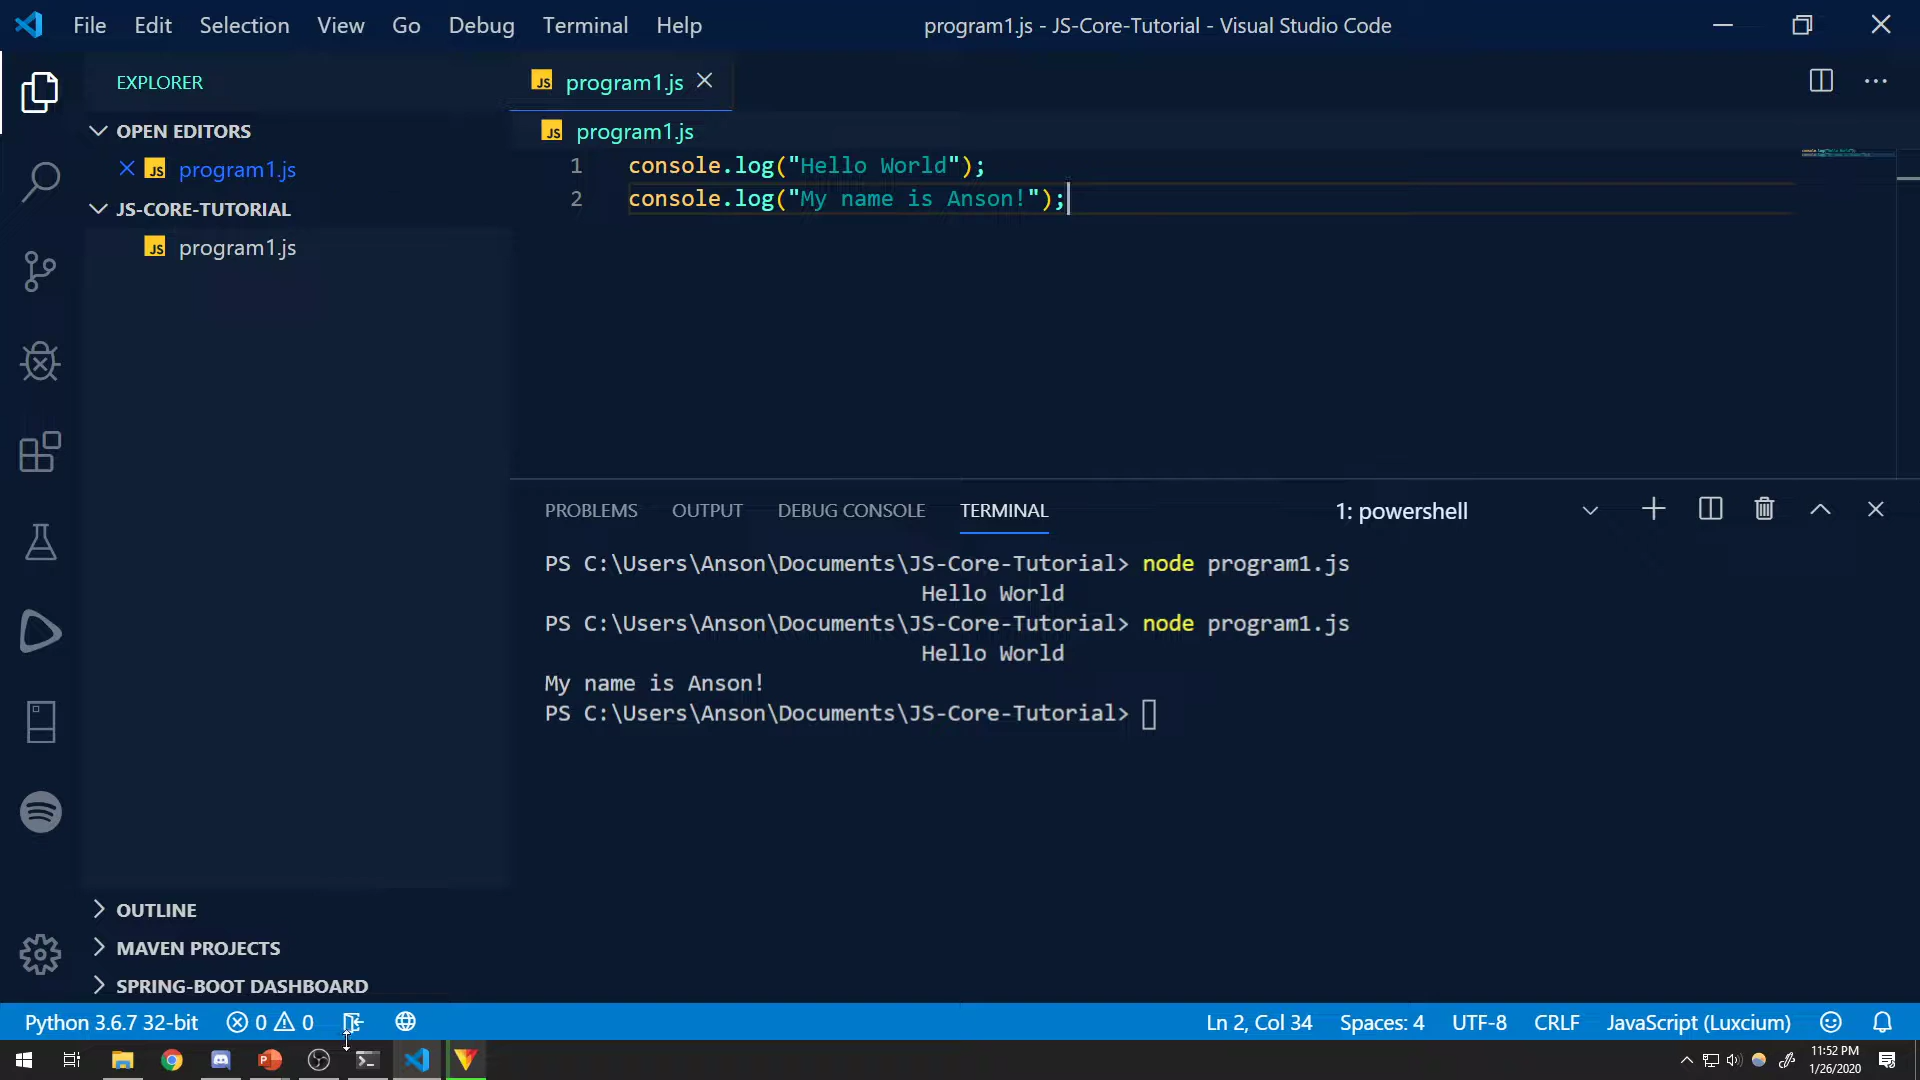 File Edit Selection View Go Debug Terminal Help
program1.js - JS-Core-Tutorial - Visual Studio Code
EXPLORER
OPEN EDITORS
JS program1.js
JS-CORE-TUTORIAL
JS program1.js
JS program1.js
JS program1.js
1 console.log("Hello World");
2 console.log("My name is Anson!");
PROBLEMS OUTPUT DEBUG CONSOLE TERMINAL 1: powershell
PS C:\Users\Anson\Documents\JS-Core-Tutorial> node program1.js
Hello World
PS C:\Users\Anson\Documents\JS-Core-Tutorial> node program1.js
Hello World
My name is Anson!
PS C:\Users\Anson\Documents\JS-Core-Tutorial>
OUTLINE
MAVEN PROJECTS
SPRING-BOOT DASHBOARD
Python 3.6.7 32-bit 0 0 Ln 2, Col 34 Spaces: 4 UTF-8 CRLF JavaScript (Luxcium)
11:52 PM
1/26/2020